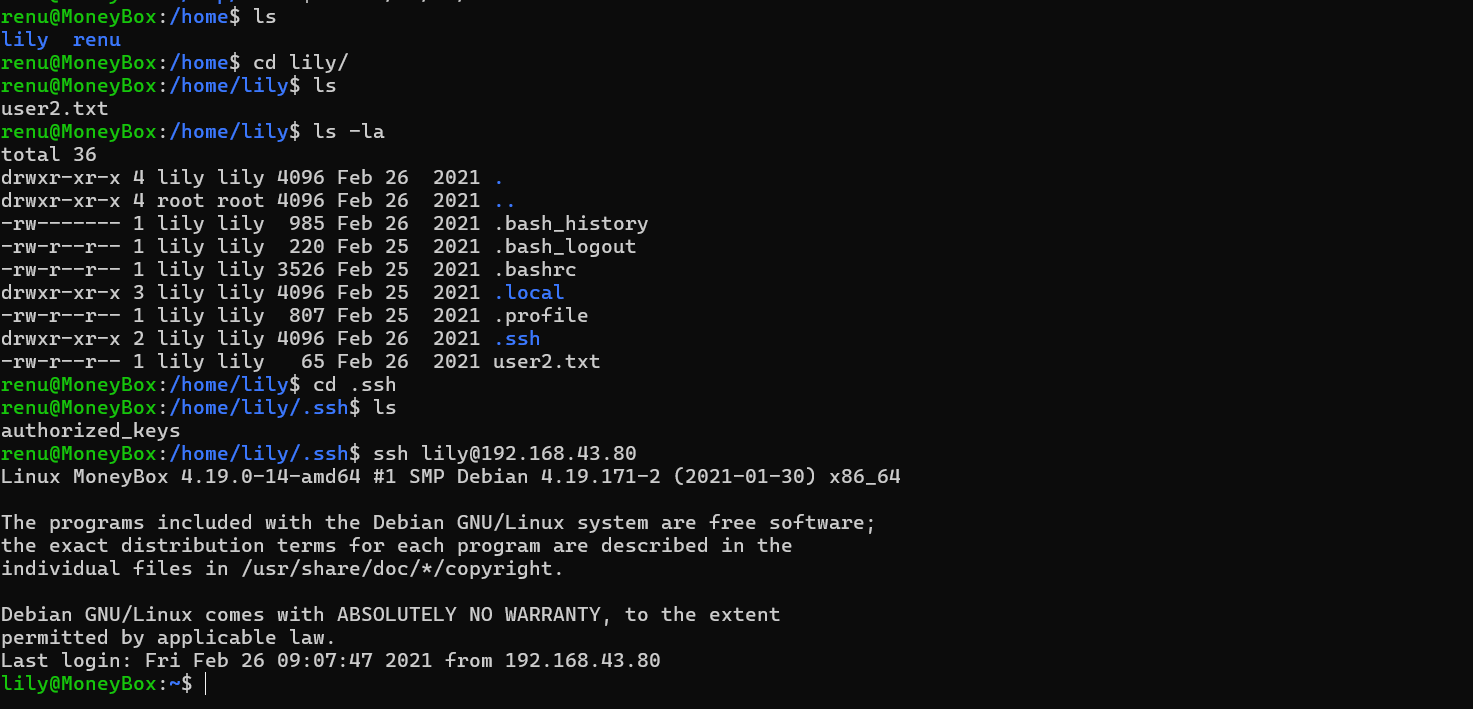 renu@MoneyBox:/home$ ls
lily  renu
renu@MoneyBox:/home$ cd lily/
renu@MoneyBox:/home/lily$ ls
user2.txt
renu@MoneyBox:/home/lily$ ls -la
total 36
drwxr-xr-x 4 lily lily 4096 Feb 26  2021 .
drwxr-xr-x 4 root root 4096 Feb 26  2021 ..
-rw------- 1 lily lily  985 Feb 26  2021 .bash_history
-rw-r--r-- 1 lily lily  220 Feb 25  2021 .bash_logout
-rw-r--r-- 1 lily lily 3526 Feb 25  2021 .bashrc
drwxr-xr-x 3 lily lily 4096 Feb 25  2021 .local
-rw-r--r-- 1 lily lily  807 Feb 25  2021 .profile
drwxr-xr-x 2 lily lily 4096 Feb 26  2021 .ssh
-rw-r--r-- 1 lily lily   65 Feb 26  2021 user2.txt
renu@MoneyBox:/home/lily$ cd .ssh
renu@MoneyBox:/home/lily/.ssh$ ls
authorized_keys
renu@MoneyBox:/home/lily/.ssh$ ssh lily@192.168.43.80
Linux MoneyBox 4.19.0-14-amd64 #1 SMP Debian 4.19.171-2 (2021-01-30) x86_64

The programs included with the Debian GNU/Linux system are free software;
the exact distribution terms for each program are described in the
individual files in /usr/share/doc/*/copyright.

Debian GNU/Linux comes with ABSOLUTELY NO WARRANTY, to the extent
permitted by applicable law.
Last login: Fri Feb 26 09:07:47 2021 from 192.168.43.80
lily@MoneyBox:~$